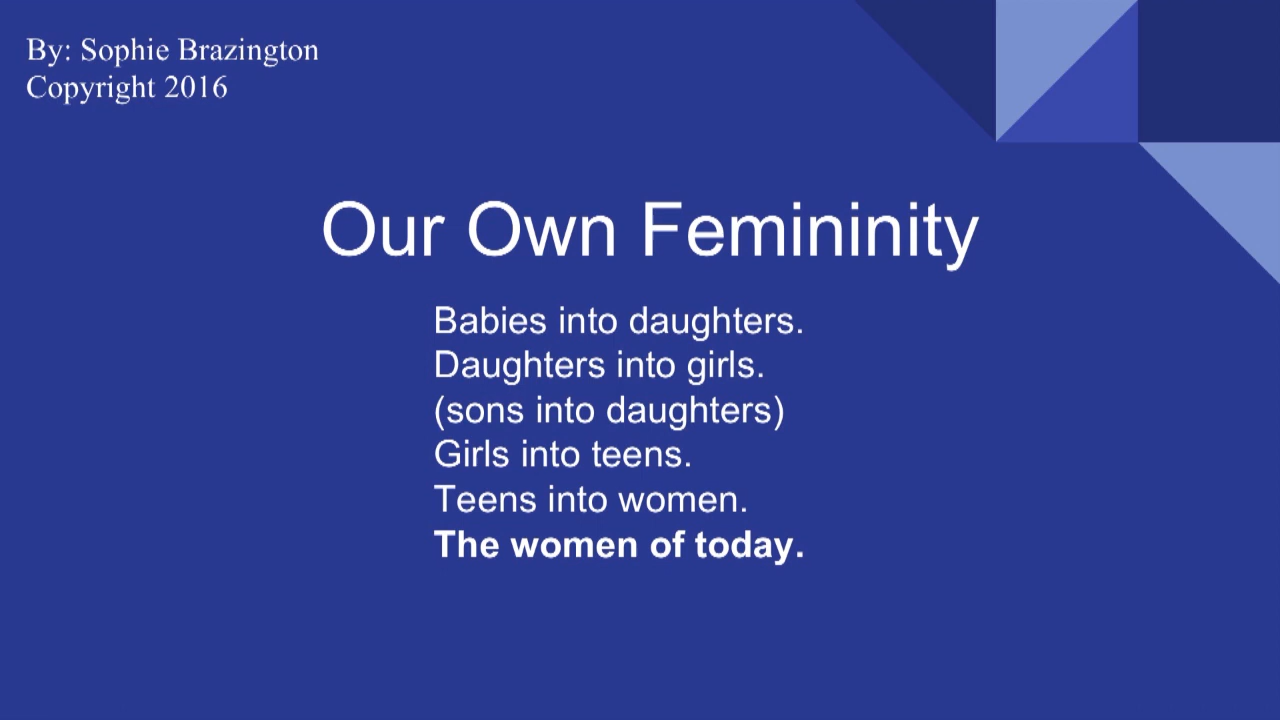 By: Sophie Brazington
Copyright 2016
Our Own Femininity
Babies into daughters.
Daughters into girls.
(sons into daughters)
Girls into teens.
Teens into women.
The women of today.